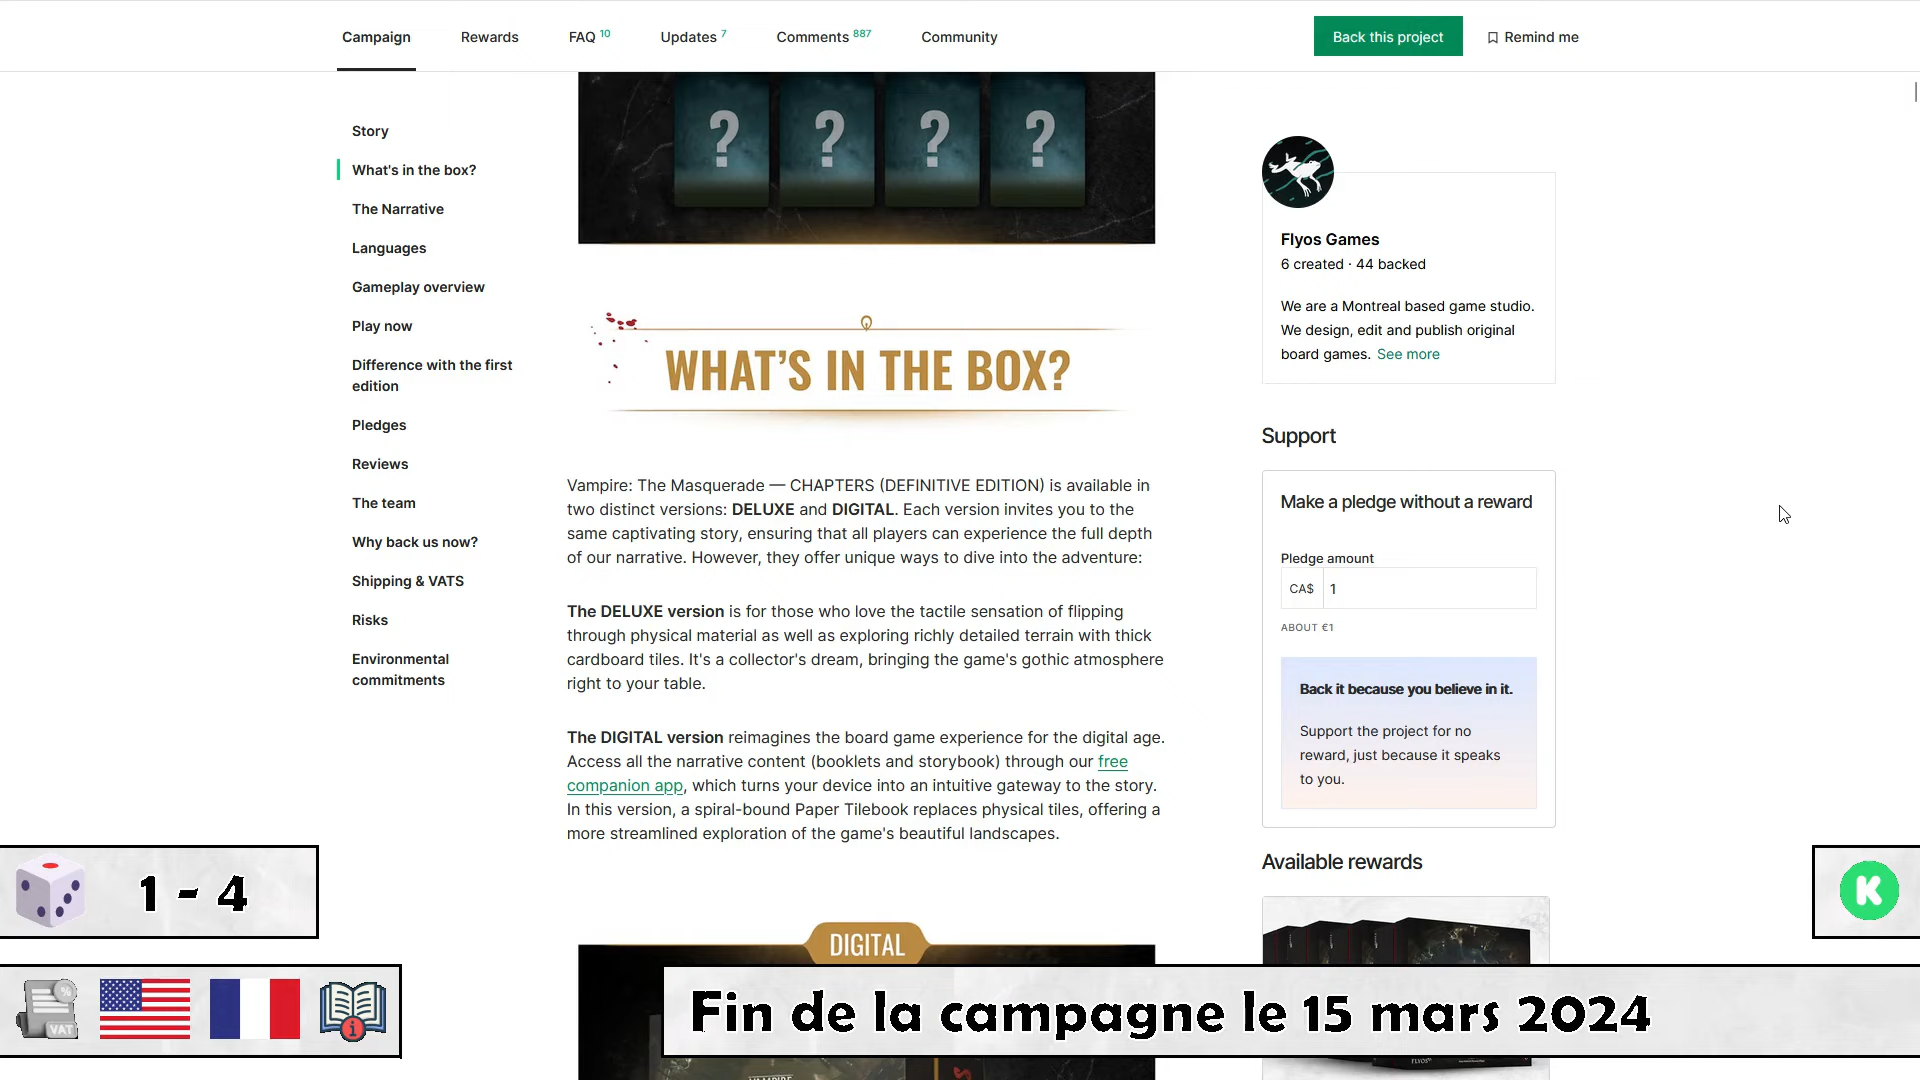 Campaign
Rewards
FAQ 10
Updates 7
Comments 887
Community
Back this project
Remind me
Story
What's in the box?
The Narrative
Languages
Gameplay overview
Play now
Difference with the first
edition
Pledges
Reviews
The team
Why back us now?
Shipping & VATS
Risks
Environmental
commitments
? ? ? ?
WHAT'S IN THE BOX?
Vampire: The Masquerade — CHAPTERS (DEFINITIVE EDITION) is available in
two distinct versions: DELUXE and DIGITAL. Each version invites you to the
same captivating story, ensuring that all players can experience the full depth
of our narrative. However, they offer unique ways to dive into the adventure:
The DELUXE version is for those who love the tactile sensation of flipping
through physical material as well as exploring richly detailed terrain with thick
cardboard tiles. It's a collector's dream, bringing the game's gothic atmosphere
right to your table.
The DIGITAL version reimagines the board game experience for the digital age.
Access all the narrative content (booklets and storybook) through our free
companion app, which turns your device into an intuitive gateway to the story.
In this version, a spiral-bound Paper Tilebook replaces physical tiles, offering a
more streamlined exploration of the game's beautiful landscapes.
DIGITAL
Flyos Games
6 created · 44 backed
We are a Montreal based game studio.
We design, edit and publish original
board games. See more
Support
Make a pledge without a reward
Pledge amount
CA$ 1
ABOUT €1
Back it because you believe in it.
Support the project for no
reward, just because it speaks
to you.
Available rewards
FLYOS
1 - 4
K
VAT
Fin de la campagne le 15 mars 2024